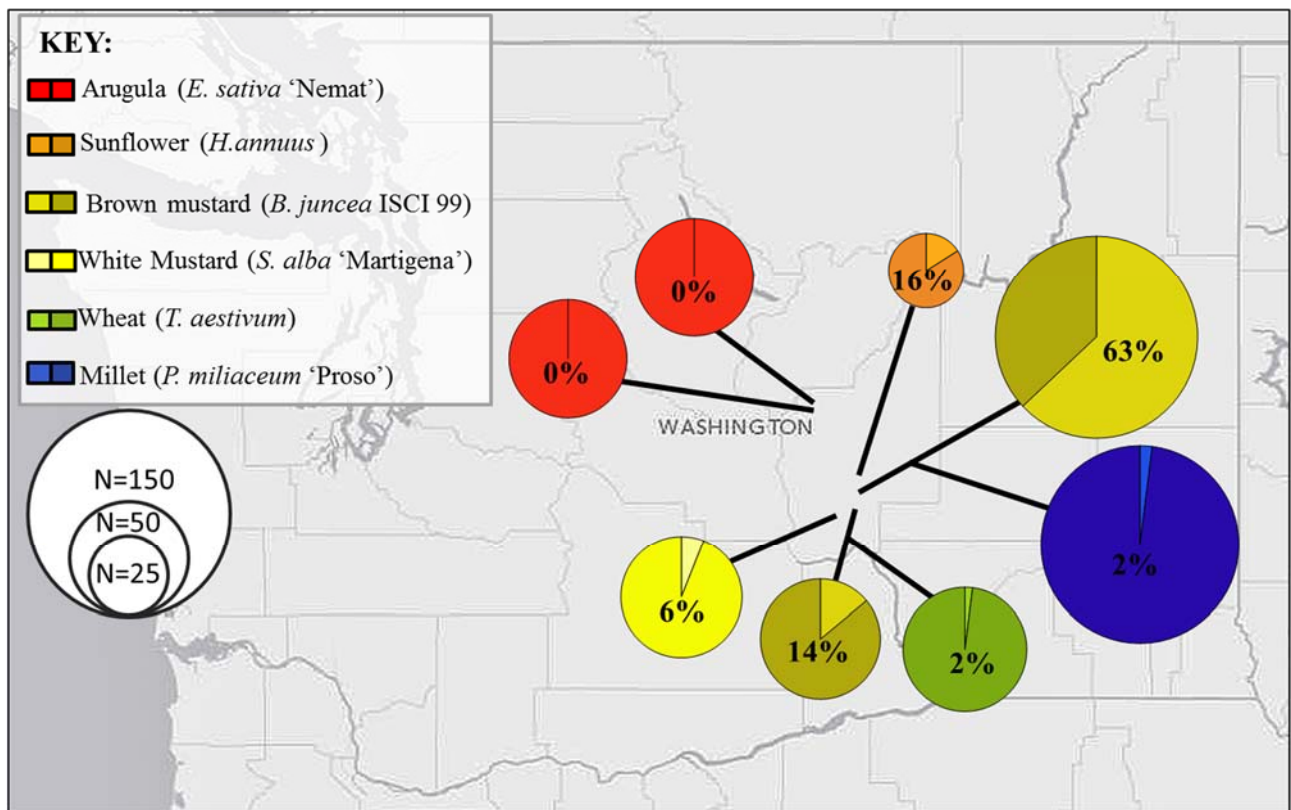 KEY:
Arugula (E. sativa ‘Nemat’)
Sunflower (H.annuus )
Brown mustard (B. juncea ISCI 99)
White Mustard (S. alba ‘Martigena’)
Wheat (T. aestivum)
Millet (P. miliaceum ‘Proso’)
N=150
N=50
N=25
0%
0%
16%
63%
WASHINGTON
2%
6%
14%
2%